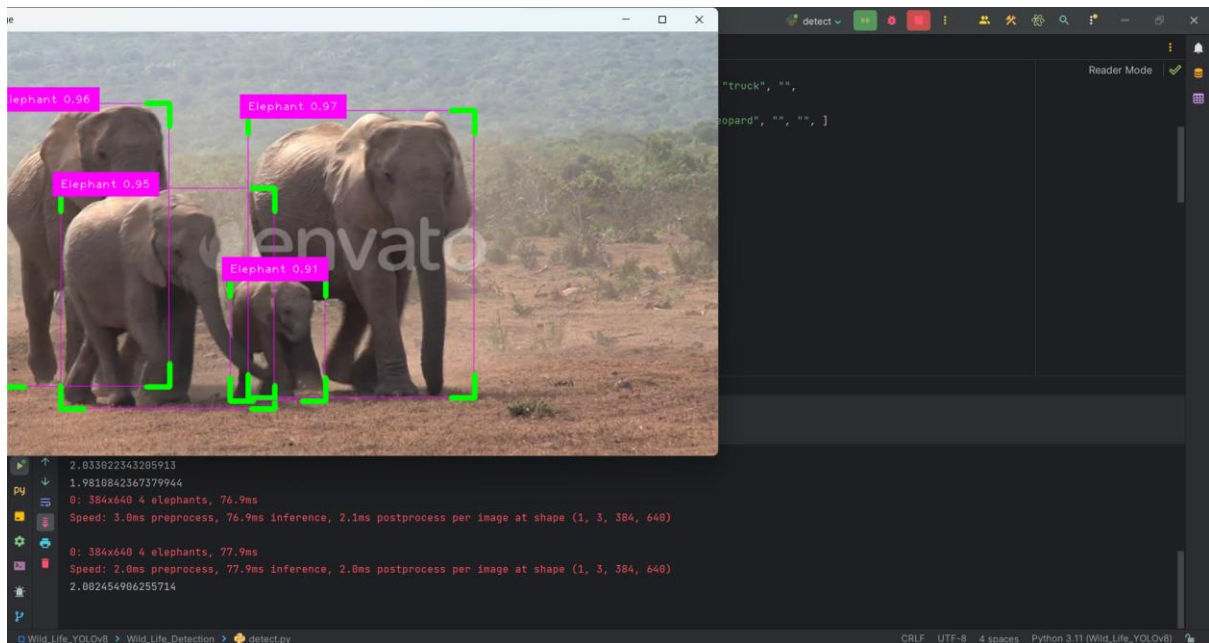 ge
detect
Reader Mode
"truck", "",
eopard", "", "", ]
lephant 0.96
Elephant 0.97
Elephant 0.95
envato
Elephant 0.91
2.033022343205913
1.9810842367379944
0: 384x640 4 elephants, 76.9ms
Speed: 3.0ms preprocess, 76.9ms inference, 2.1ms postprocess per image at shape (1, 3, 384, 640)
0: 384x640 4 elephants, 77.9ms
Speed: 2.0ms preprocess, 77.9ms inference, 2.0ms postprocess per image at shape (1, 3, 384, 640)
2.002454906255714
Wild_Life_YOLOv8 > Wild_Life_Detection > detect.py CRLF UTF-8 4 spaces Python 3.11 (Wild_Life_YOLOv8)